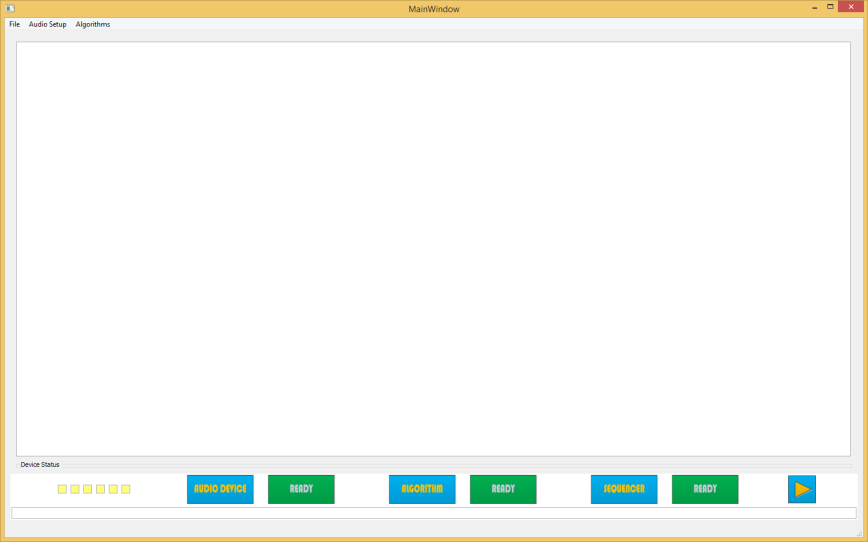 MainWindow
File Audio Setup Algorithms
Device Status
AUDIO DEVICE READY ALGORITHM READY SEQUENCER READY